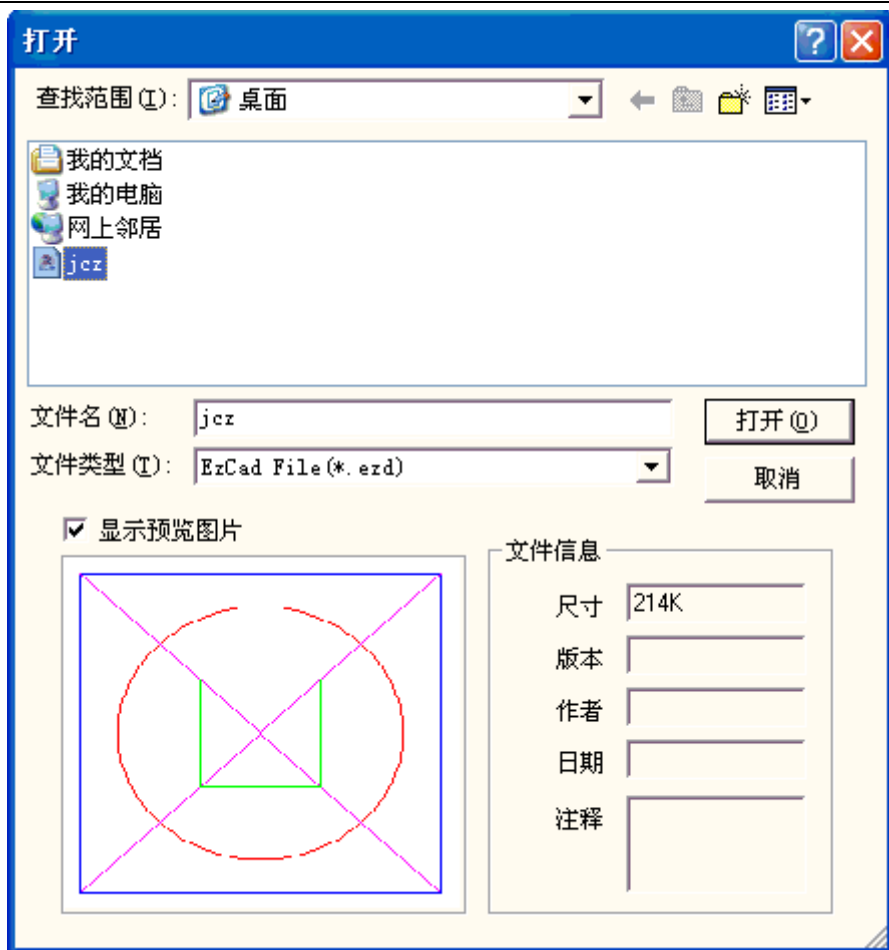 打开
查找范围(I): 桌面
我的文档
我的电脑
网上邻居
jcz
文件名(N): jcz 打开(O)
文件类型(T): EzCad File(*.ezd) 取消
显示预览图片
文件信息
尺寸 214K
版本
作者
日期
注释